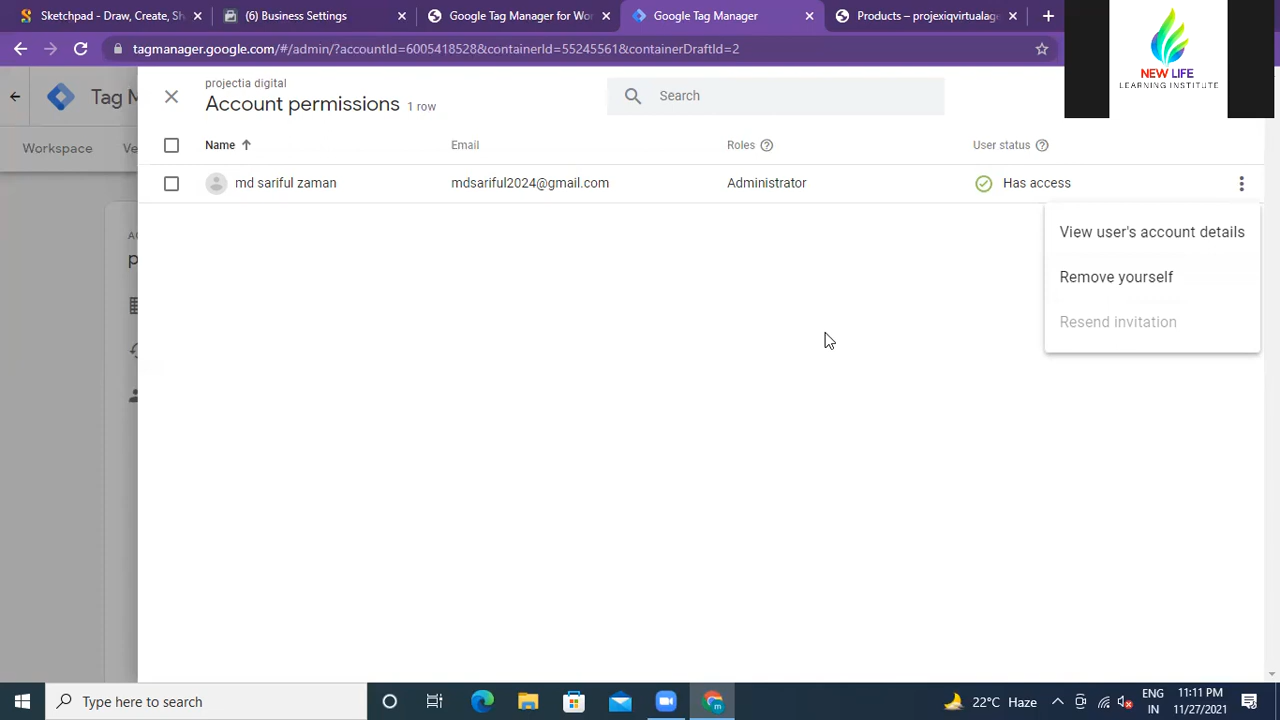 Sketchpad - Draw, Create, Sh
(6) Business Settings
Google Tag Manager for Wo
Google Tag Manager
Products – projexiqvirtualage
tagmanager.google.com/#/admin/?accountId=6005418528&containerId=55245561&containerDraftId=2
NEW LIFE
LEARNING INSTITUTE
Tag M
Workspace
Ve
projectia digital
Account permissions 1 row
Search
Name
Email
Roles
User status
md sariful zaman
mdsariful2024@gmail.com
Administrator
Has access
View user's account details
Remove yourself
Resend invitation
Type here to search
22°C Haze
ENG
IN
11:11 PM
11/27/2021